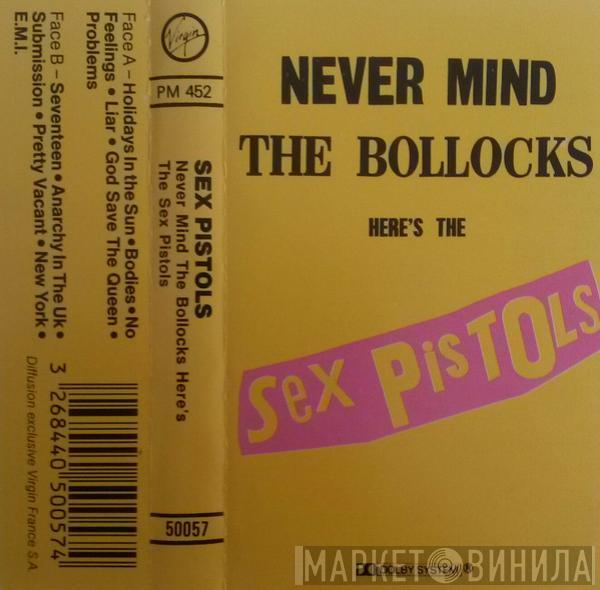 Face A – Holidays In the Sun • Bodies • No
Feelings • Liar • God Save The Queen •
Problems
Face B – Seventeen • Anarchy In The Uk •
Submission • Pretty Vacant • New York •
E.M.I.
Diffusion exclusive Virgin France S.A.
3 268440 500574
Virgin
PM 452
SEX PISTOLS
Never Mind The Bollocks Here's
The Sex Pistols
50057
NEVER MIND
THE BOLLOCKS
HERE'S THE
Sex PiSTOLS
DOLBY SYSTEM ®
МАРКЕТ ВИНИЛА